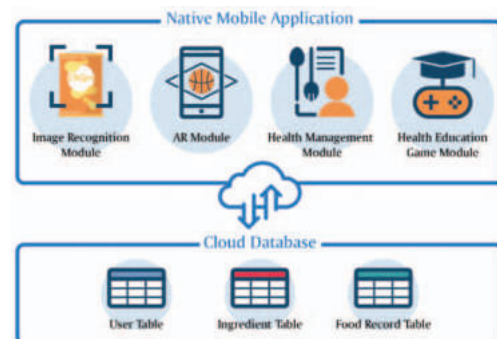 Native Mobile Application
Image Recognition
Module
AR Module
Health Management
Module
Health Education
Game Module
Cloud Database
User Table
Ingredient Table
Food Record Table